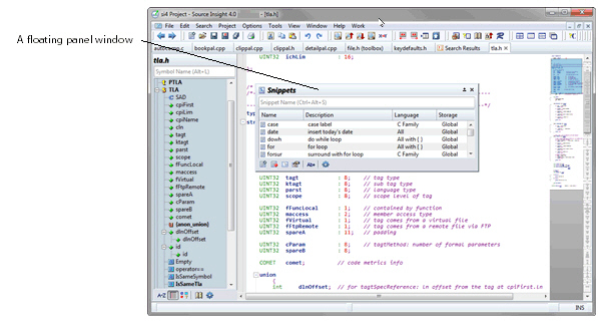 si4 Project - Source Insight 4.0 - [tla.h]
File Edit Search Project Options Tools View Window Help Work
A floating panel window
bookpal.cpp clippal.cpp clippal.h detailpal.cpp file.h (toolbox) keydefaults.h Search Results tla.h
tla.h
Symbol Name (Alt+L)
UINT32 ichLim : 16;
PTLA
TLA
SAD
cpiFirst
cpiLim
cpiName
cln
tagt
ktagt
parst
scope
fFuncLocal
maccess
fVirtual
fFtpRemote
spareA
cParam
spareB
comet
(anon_union)
dlnOffset
dlnOffset
id
id
Empty
operator==
IsSameSymbol
IsSameTla
Snippets
Snippet Name (Ctrl+Alt+S)
Name Description Language Storage
case case label C Family Global
date insert today's date All Global
dowh do while loop All with { } Global
for for loop All with { } Global
forsur surround with for loop C Family Global
UINT32 tagt : 8; // tag type
UINT32 ktagt : 8; // sub tag type
UINT32 parst : 8; // language type
UINT32 scope : 8; // scope level of tag
UINT32 fFuncLocal : 1; // contained by function
UINT32 maccess : 2; // member access type
UINT32 fVirtual : 1; // tag comes from a virtual file
UINT32 fFtpRemote : 1; // tag comes from a remote file via FTP
UINT32 spareA : 11; // padding
UINT32 cParam : 8; // tagMethod: number of formal parameters
UINT32 spareB : 8;
COMET comet; // code metrics info
union
{
int dlnOffset; // for tagSpecReference: ln offset from the tag at cpiFirst.ln
A-Z
INS